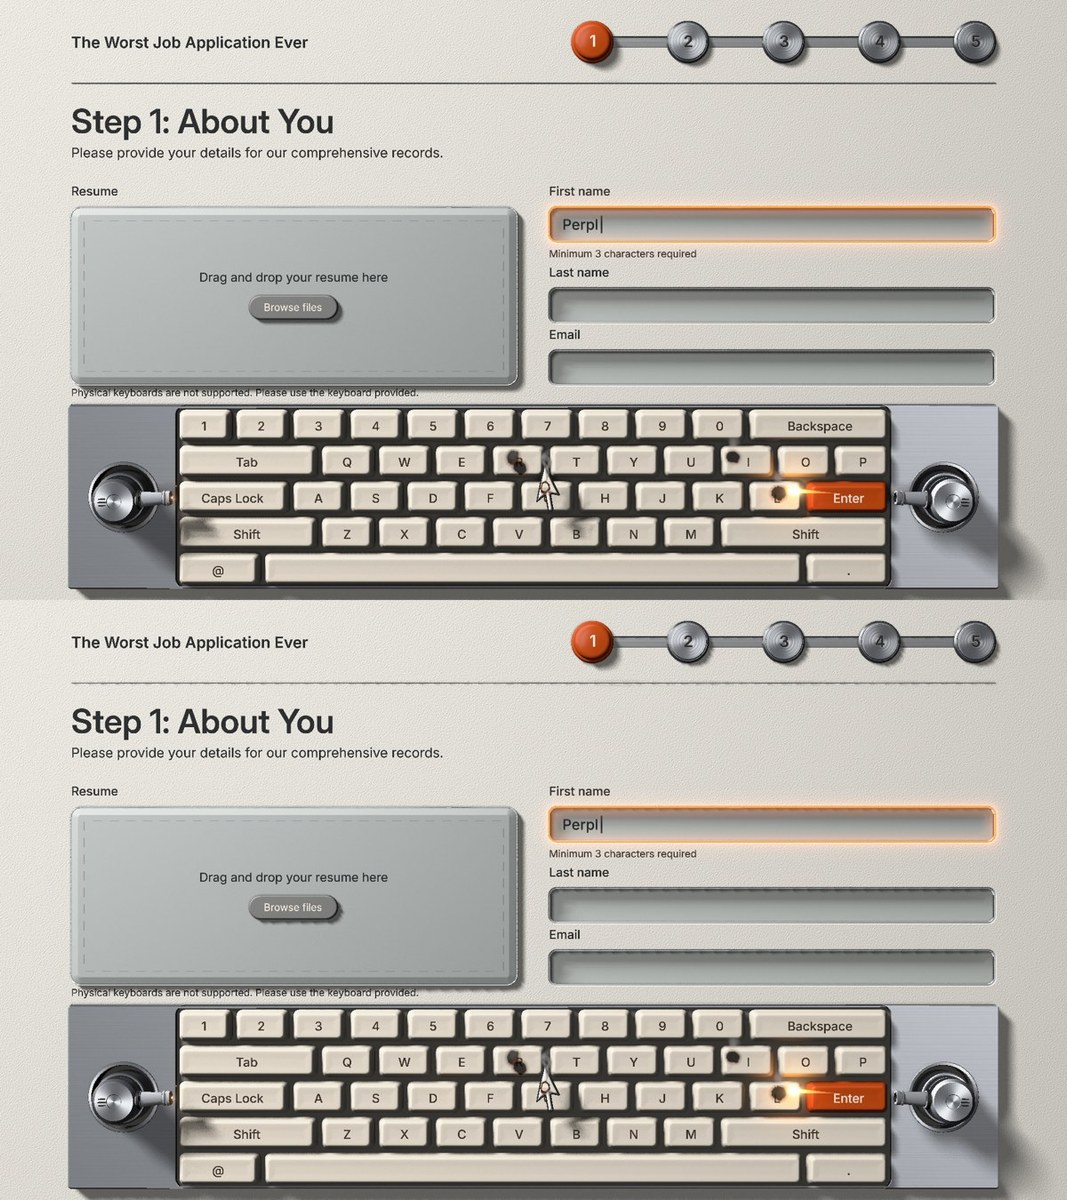 The Worst Job Application Ever
1 2 3 4 5
Step 1: About You
Please provide your details for our comprehensive records.
Resume
First name
Perpl
Drag and drop your resume here
Browse files
Minimum 3 characters required
Last name
Email
Physical keyboards are not supported. Please use the keyboard provided.
1 2 3 4 5 6 7 8 9 0 Backspace
Tab Q W E T Y U I O P
Caps Lock A S D F H J K Enter
Shift Z X C V B N M Shift
@ .
The Worst Job Application Ever
1 2 3 4 5
Step 1: About You
Please provide your details for our comprehensive records.
Resume
First name
Perpl
Drag and drop your resume here
Browse files
Minimum 3 characters required
Last name
Email
Physical keyboards are not supported. Please use the keyboard provided.
1 2 3 4 5 6 7 8 9 0 Backspace
Tab Q W E T Y U I O P
Caps Lock A S D F H J K Enter
Shift Z X C V B N M Shift
@ .